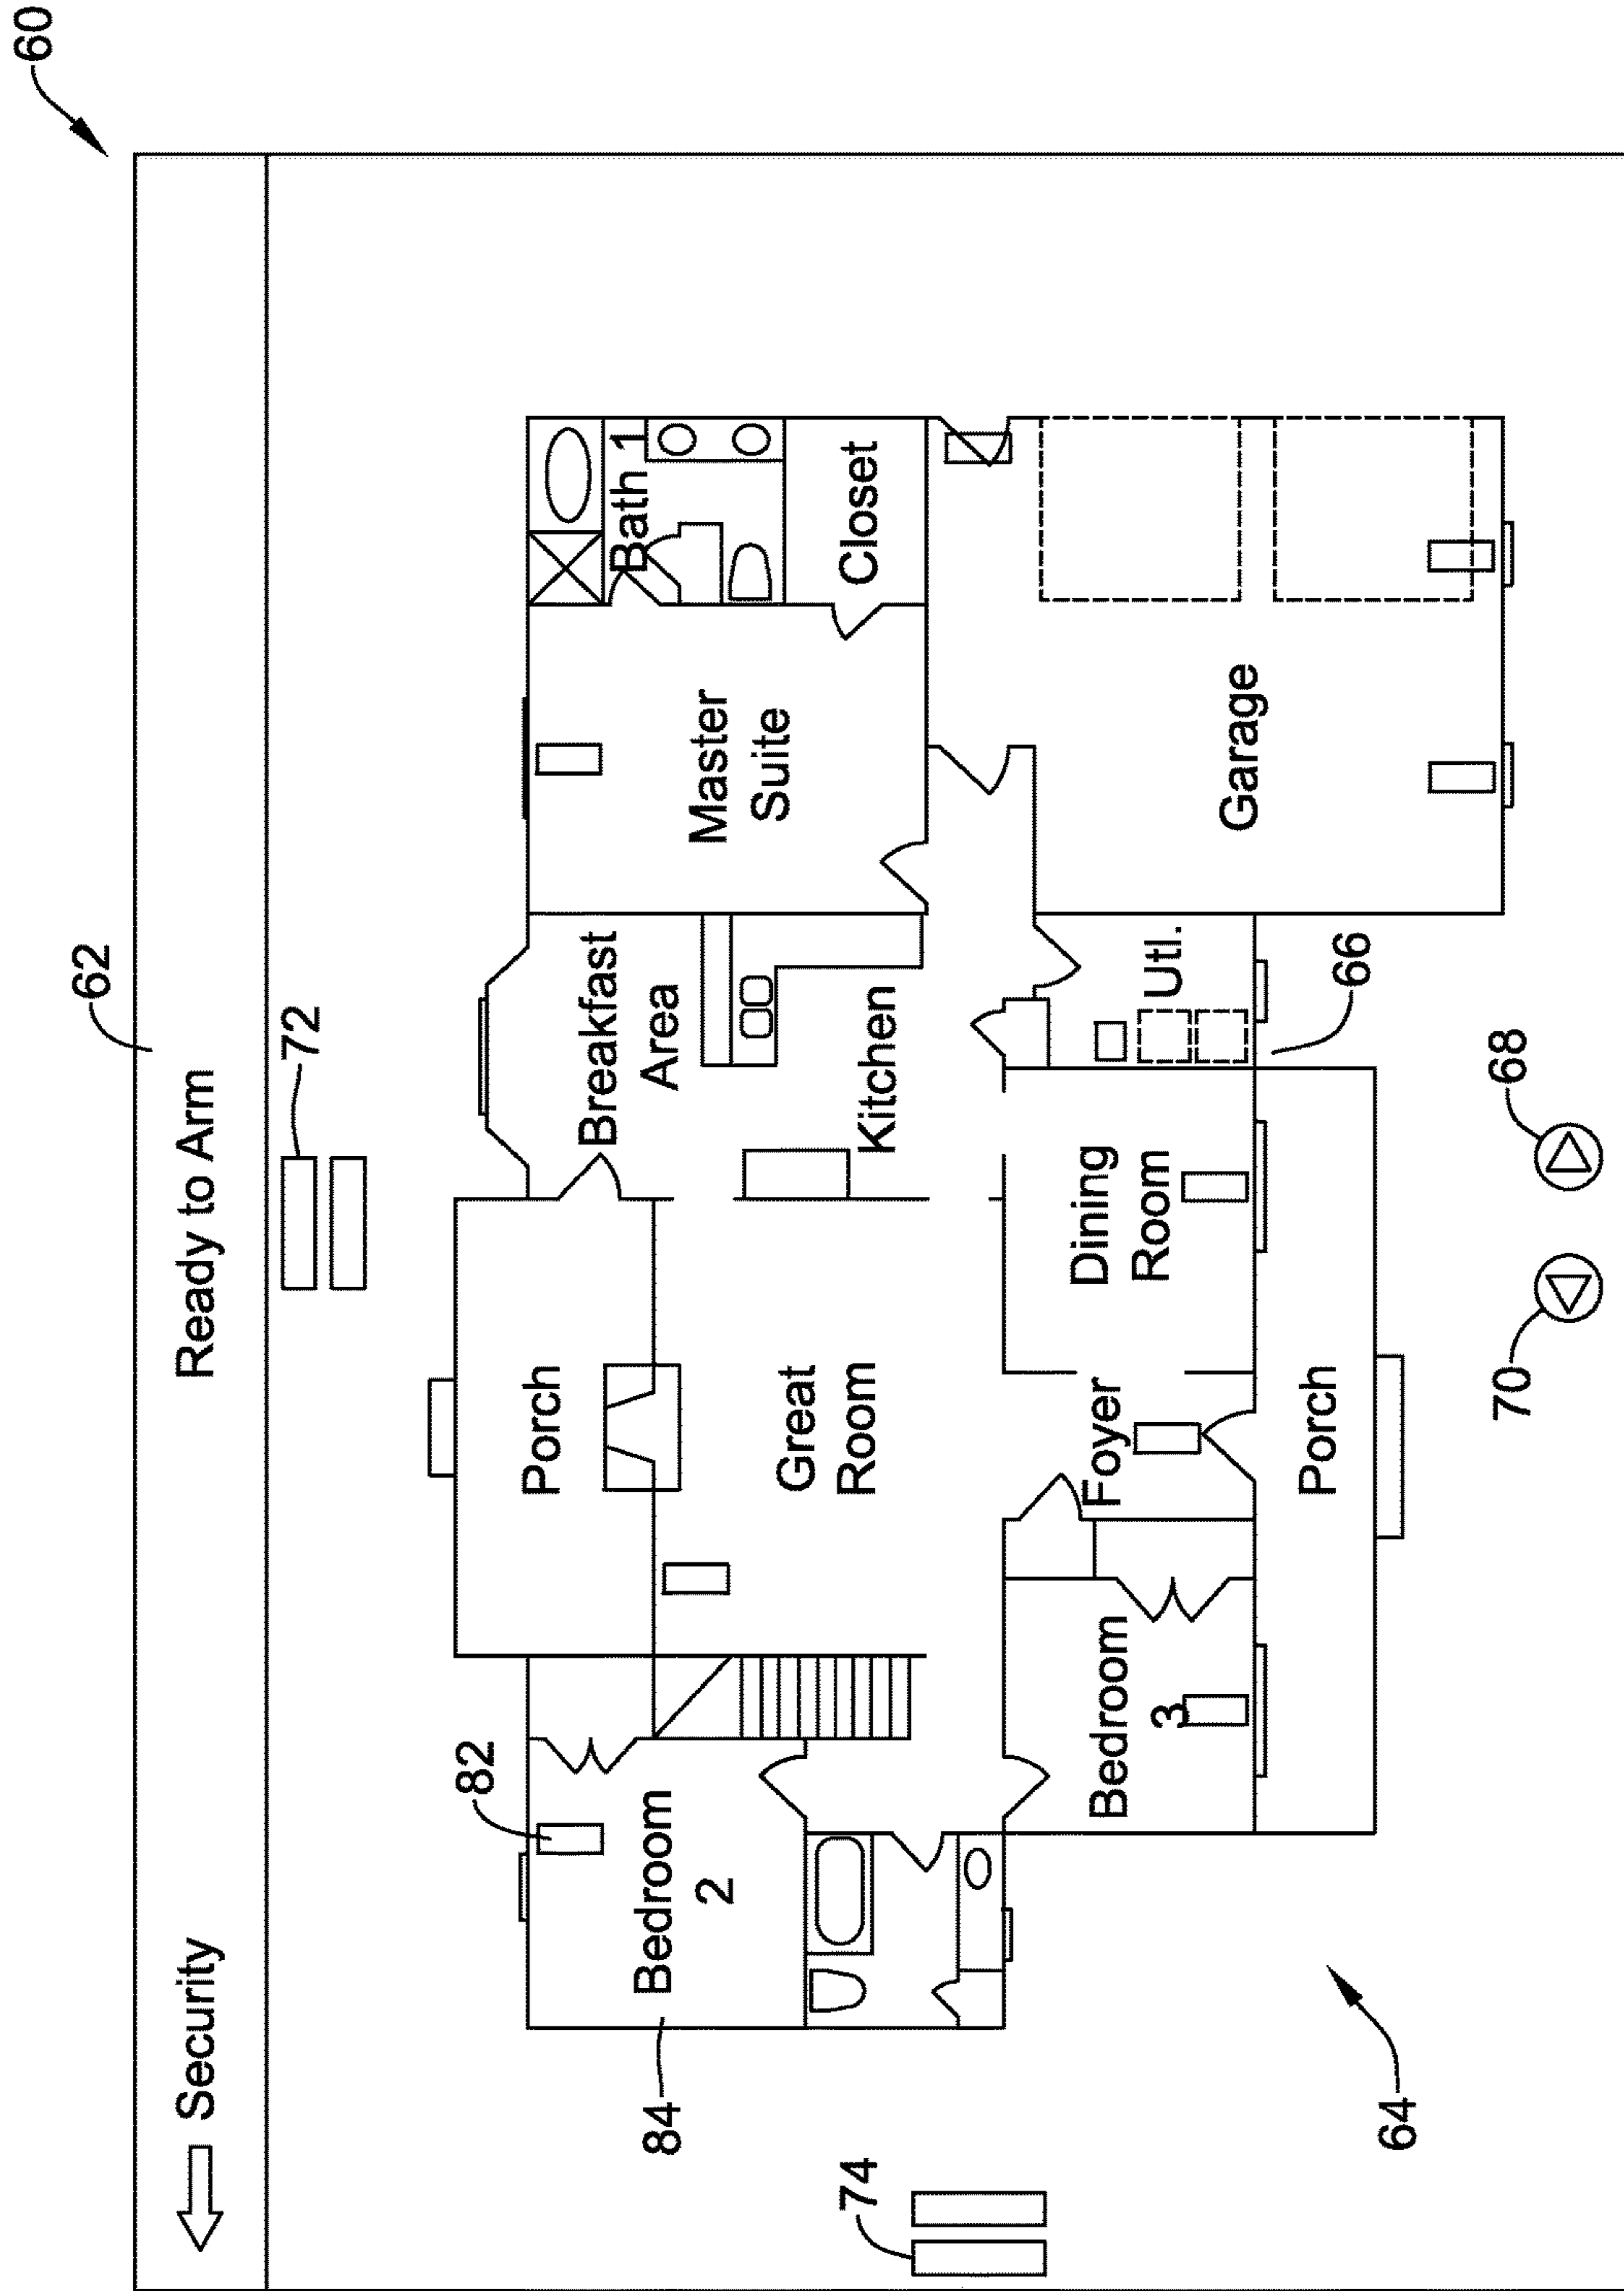 60
62
Security
Ready to Arm
72
82
Porch
Breakfast
Area
Bath 1
Bedroom
2
84
Great
Room
Master
Suite
Kitchen
Closet
74
Foyer
Dining
Room
Utl.
Bedroom
3
Garage
Porch
66
64
70
68